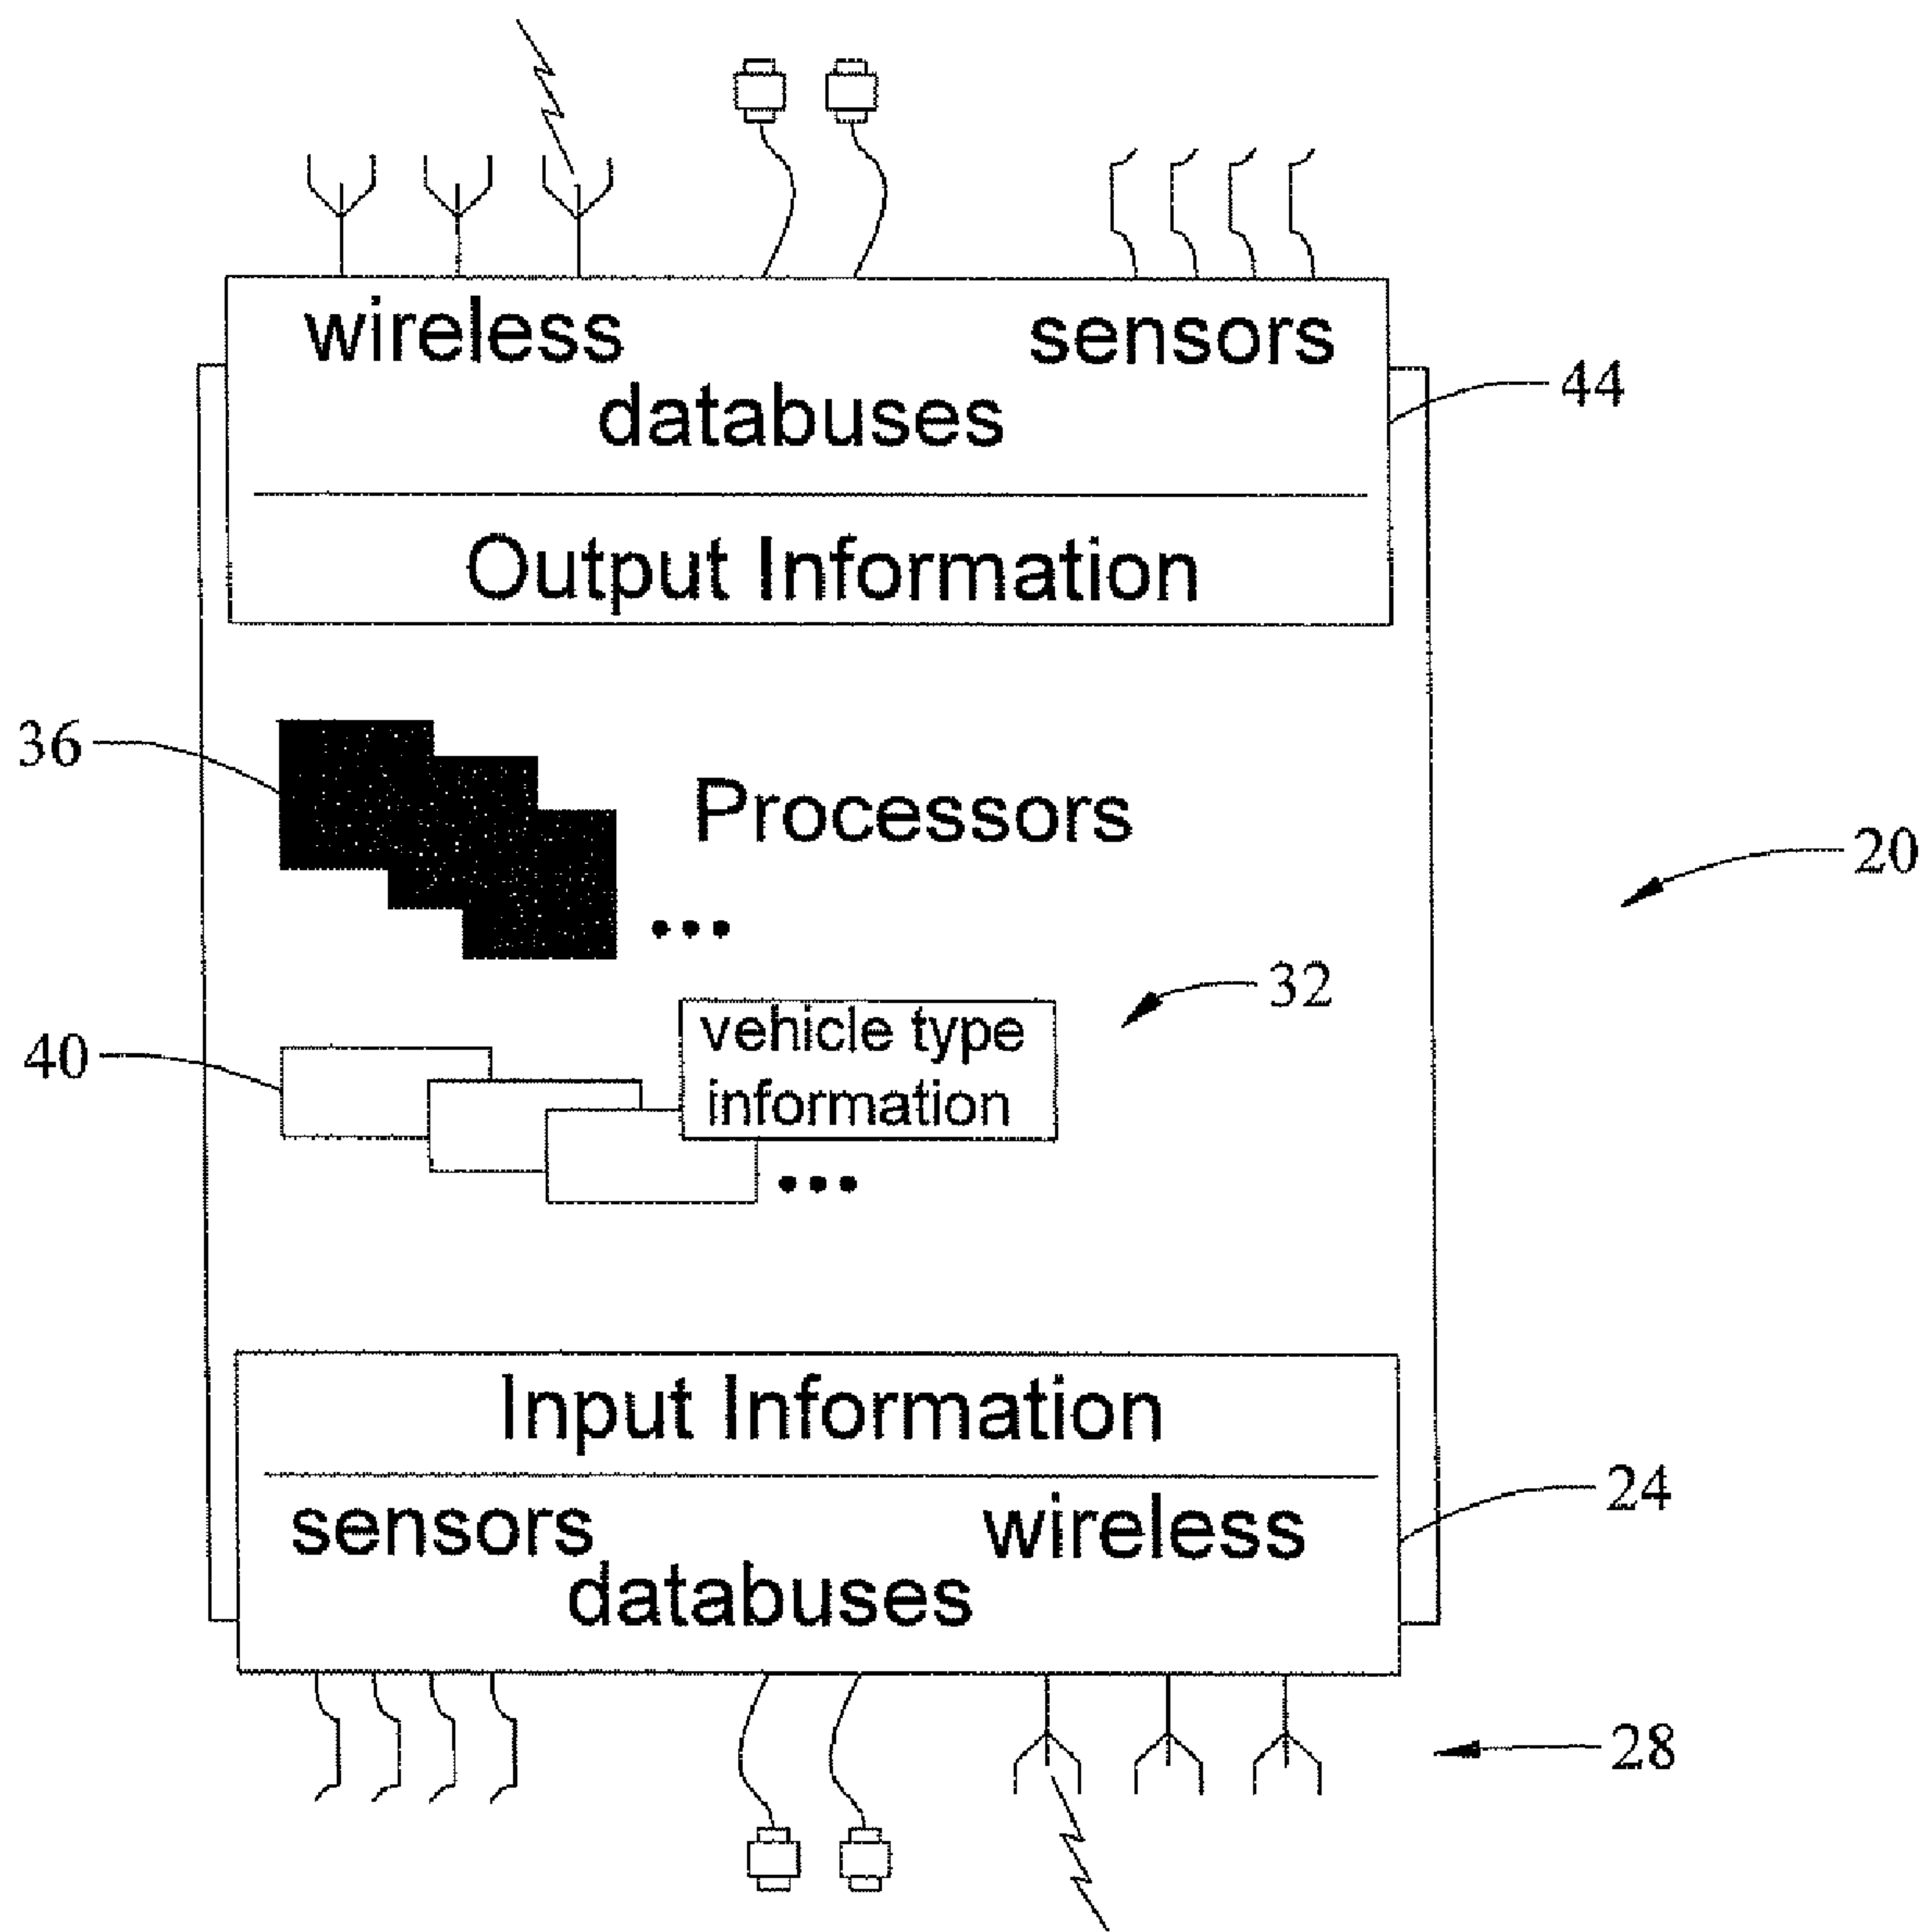 wireless sensors
databuses
44
Output Information
36
Processors
20
...
32
vehicle type
information
40
...
Input Information
24
sensors wireless
databuses
28